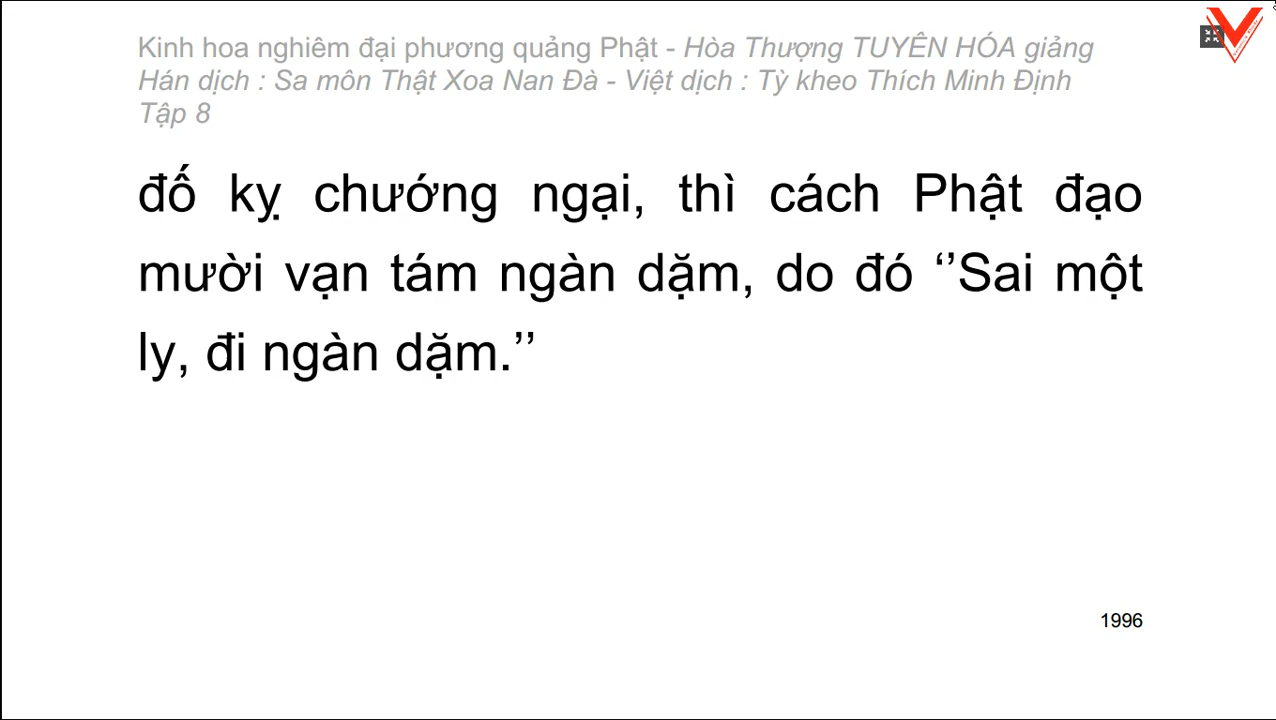 Kinh hoa nghiêm đại phương quảng Phật - Hòa Thượng TUYÊN HÓA giảng
Hán dịch : Sa môn Thật Xoa Nan Đà - Việt dịch : Tỳ kheo Thích Minh Định
Tập 8
đố kỵ chướng ngại, thì cách Phật đạo
mười vạn tám ngàn dặm, do đó ‘’Sai một
ly, đi ngàn dặm.’’
1996